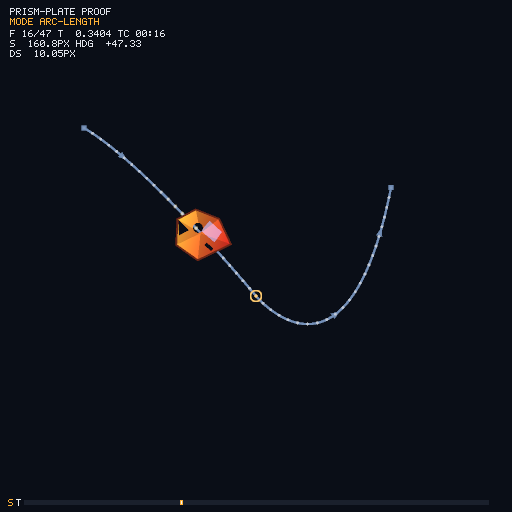 PRISM-PLATE PROOF
MODE ARC-LENGTH
F 16/47 T  0.3404 TC 00:16
S  160.8PX HDG  +47.33
DS  10.05PX
ST